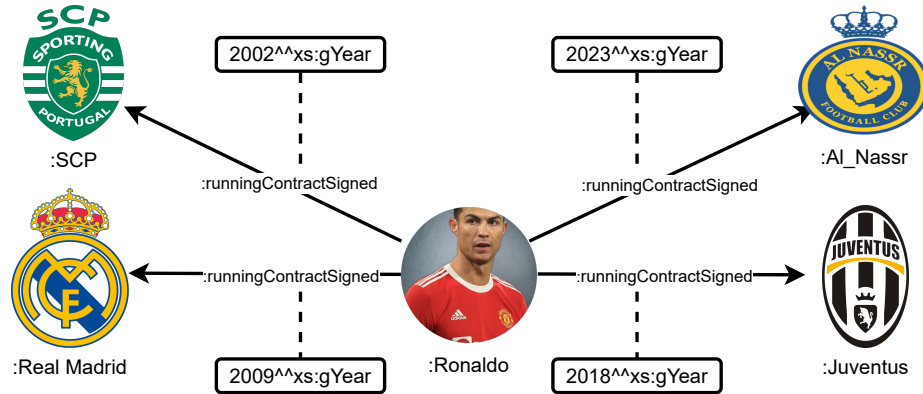 SCP
SPORTING
PORTUGAL
:SCP
2002^^xs:gYear
2023^^xs:gYear
AL NASSR
FOOTBALL CLUB
:Al_Nassr
:runningContractSigned
:runningContractSigned
:Real Madrid
:runningContractSigned
:runningContractSigned
JUVENTUS
adidas
:Ronaldo
:Juventus
2009^^xs:gYear
2018^^xs:gYear